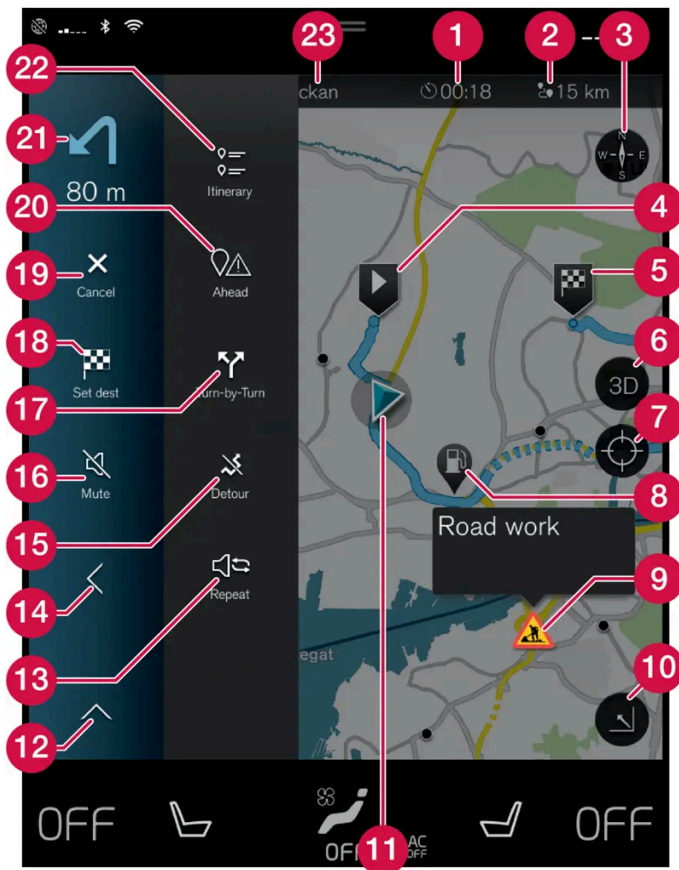 23
1
2
3
22
ckan
00:18
15 km
N
W
E
S
21
80 m
Itinerary
20
4
19
Cancel
Ahead
5
18
Set dest
17
Turn-by-Turn
6
3D
7
16
Mute
15
Detour
8
Road work
14
Repeat
9
13
egat
10
12
OFF
OFF
11
AC
OFF
OFF